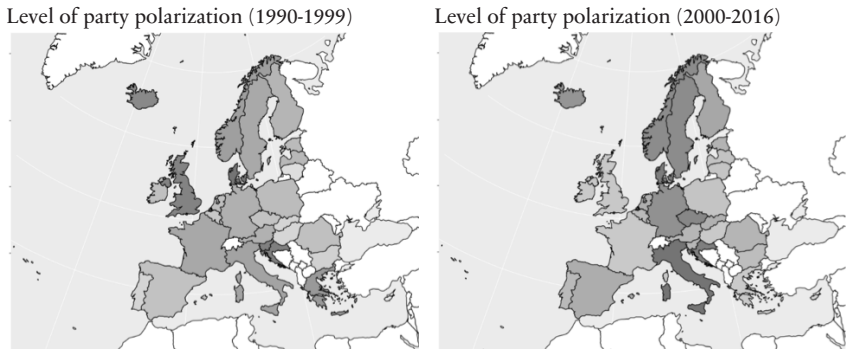 Level of party polarization (1990-1999)
Level of party polarization (2000-2016)